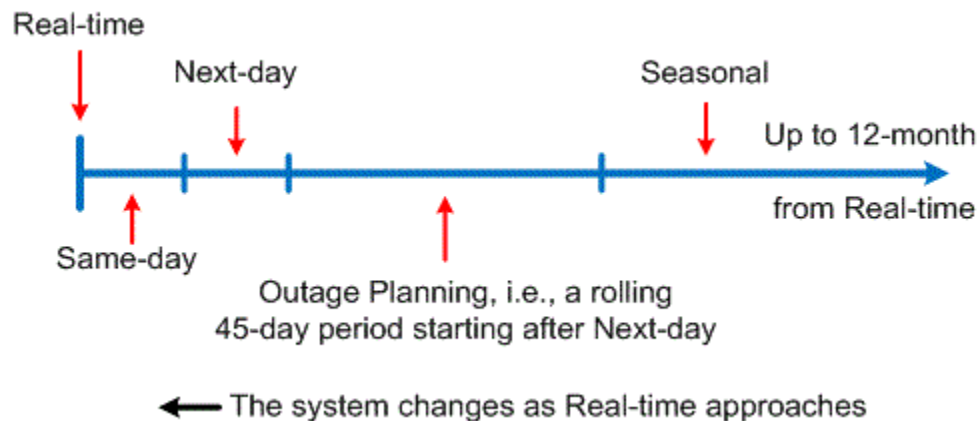 Real-time
Next-day
Seasonal
Up to 12-month
from Real-time
Same-day
Outage Planning, i.e., a rolling
45-day period starting after Next-day
The system changes as Real-time approaches